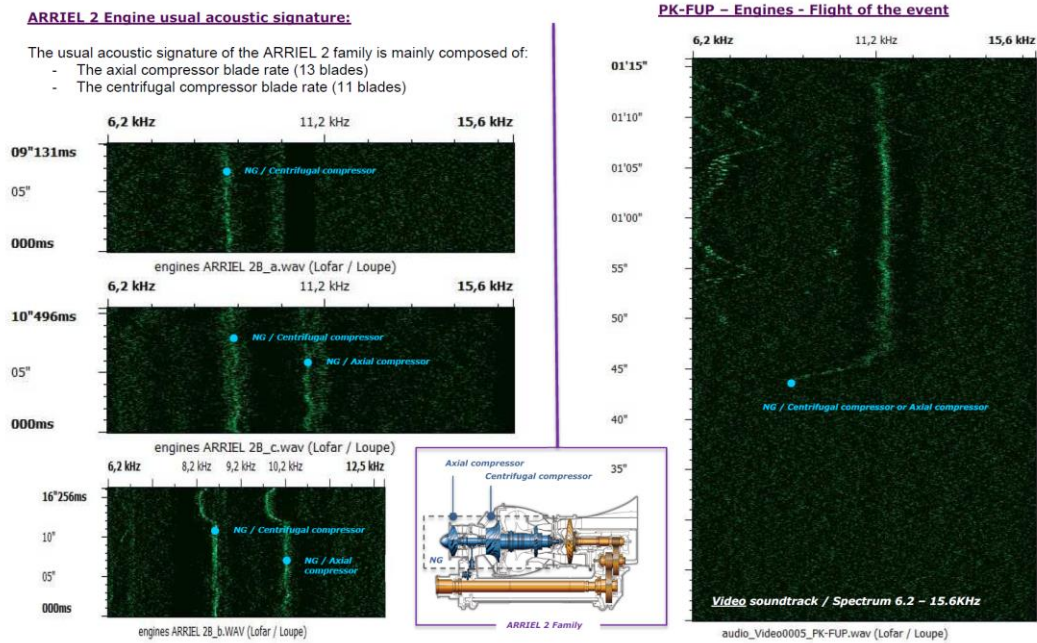 ARRIEL 2 Engine usual acoustic signature:
The usual acoustic signature of the ARRIEL 2 family is mainly composed of:
- The axial compressor blade rate (13 blades)
- The centrifugal compressor blade rate (11 blades)
6,2 kHz 11,2 kHz 15,6 kHz
09"131ms
NG / Centrifugal compressor
05"
000ms
engines ARRIEL 2B_a.wav (Lofar / Loupe)
6,2 kHz 11,2 kHz 15,6 kHz
10"496ms
NG / Centrifugal compressor
NG / Axial compressor
05"
000ms
engines ARRIEL 2B_c.wav (Lofar / Loupe)
6,2 kHz 8,2 kHz 9,2 kHz 10,2 kHz 12,5 kHz
16"256ms
NG / Centrifugal compressor
10"
NG / Axial
compressor
05"
000ms
engines ARRIEL 2B_b.WAV (Lofar / Loupe)
Axial compressor
Centrifugal compressor
NG
ARRIEL 2 Family
PK-FUP – Engines - Flight of the event
6,2 kHz 11,2 kHz 15,6 kHz
01'15"
01'10"
01'05"
01'00"
55"
50"
45"
NG / Centrifugal compressor or Axial compressor
40"
35"
Video soundtrack / Spectrum 6.2 – 15.6KHz
audio_Video0005_PK-FUP.wav (Lofar / Loupe)